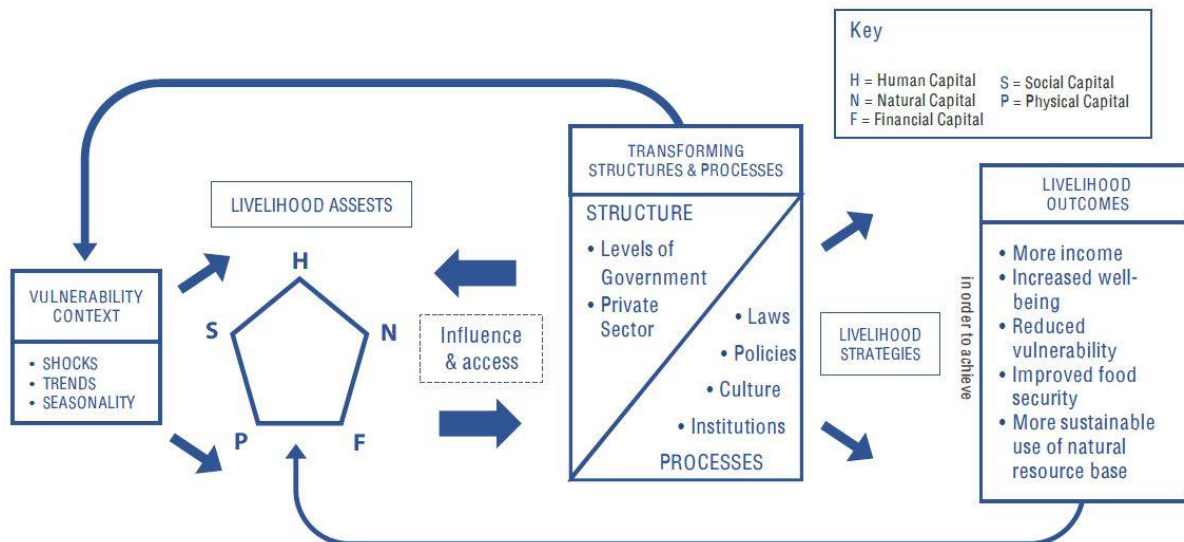 Key
H = Human Capital
S = Social Capital
N = Natural Capital
P = Physical Capital
F = Financial Capital
TRANSFORMING
STRUCTURES & PROCESSES
LIVELIHOOD
OUTCOMES
LIVELIHOOD ASSESTS
STRUCTURE
• Levels of
Government
• Private
Sector
• Laws
• Policies
• Culture
• Institutions
PROCESSES
H
S
N
P
F
VULNERABILITY
CONTEXT
• SHOCKS
• TRENDS
• SEASONALITY
Influence
& access
LIVELIHOOD
STRATEGIES
in order to achieve
• More income
• Increased well-
being
• Reduced
vulnerability
• Improved food
security
• More sustainable
use of natural
resource base